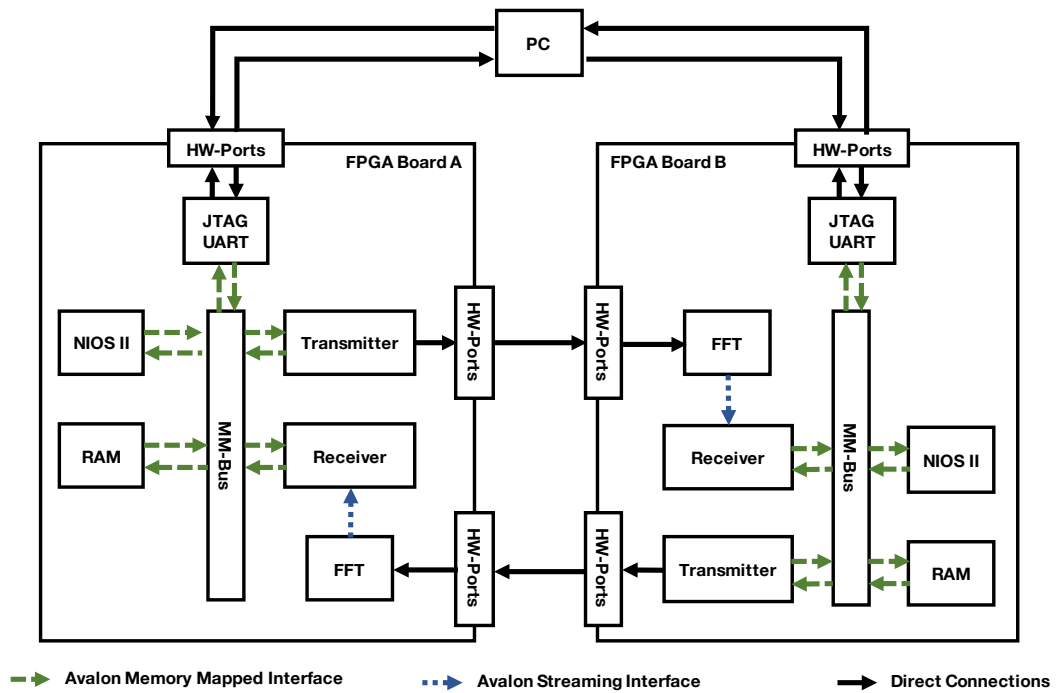 PC
HW-Ports
HW-Ports
FPGA Board A
FPGA Board B
JTAG
UART
JTAG
UART
NIOS II
Transmitter
HW-Ports
HW-Ports
FFT
MM-Bus
MM-Bus
RAM
Receiver
Receiver
NIOS II
FFT
HW-Ports
HW-Ports
Transmitter
RAM
Avalon Memory Mapped Interface
Avalon Streaming Interface
Direct Connections